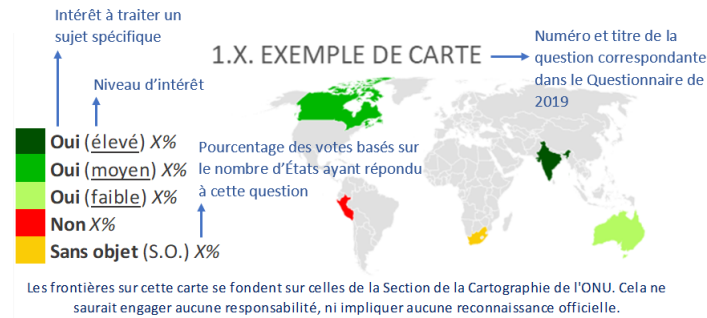 Intérêt à traiter un
sujet spécifique
1.X. EXEMPLE DE CARTE
Numéro et titre de la
question correspondante
dans le Questionnaire de
2019
Niveau d’intérêt
Oui (élevé) X%
Oui (moyen) X%
Oui (faible) X%
Non X%
Sans objet (S.O.) X%
Pourcentage des votes basés sur
le nombre d’États ayant répondu
à cette question
Les frontières sur cette carte se fondent sur celles de la Section de la Cartographie de l'ONU. Cela ne
saurait engager aucune responsabilité, ni impliquer aucune reconnaissance officielle.